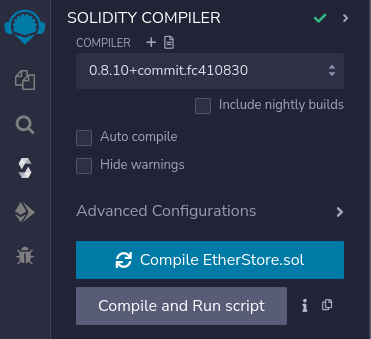 SOLIDITY COMPILER
COMPILER
0.8.10+commit.fc410830
Include nightly builds
Auto compile
Hide warnings
Advanced Configurations
Compile EtherStore.sol
Compile and Run script